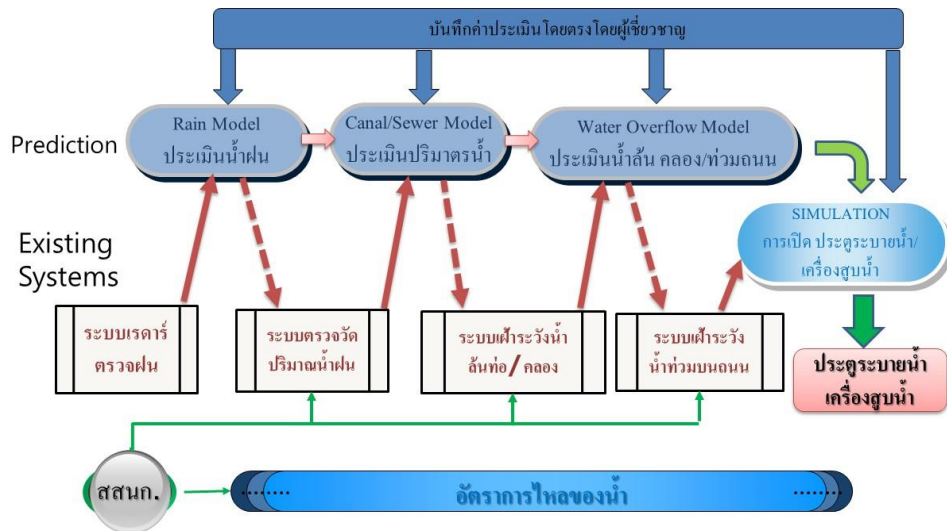 บันทึกค่าประเมินโดยตรงโดยผู้เชี่ยวชาญ
Prediction
Rain Model
ประเมินน้ำฝน
Canal/Sewer Model
ประเมินปริมาตรน้ำ
Water Overflow Model
ประเมินน้ำล้น คลอง/ท่วมถนน
SIMULATION
การเปิด ประตูระบายน้ำ/
เครื่องสูบน้ำ
Existing
Systems
ระบบเรดาร์
ตรวจฝน
ระบบตรวจวัด
ปริมาณน้ำฝน
ระบบเฝ้าระวังน้ำ
ล้นท่อ/ คลอง
ระบบเฝ้าระวัง
น้ำท่วมบนถนน
ประตูระบายน้ำ
เครื่องสูบน้ำ
สสนก.
........ อัตราการไหลของน้ำ ........